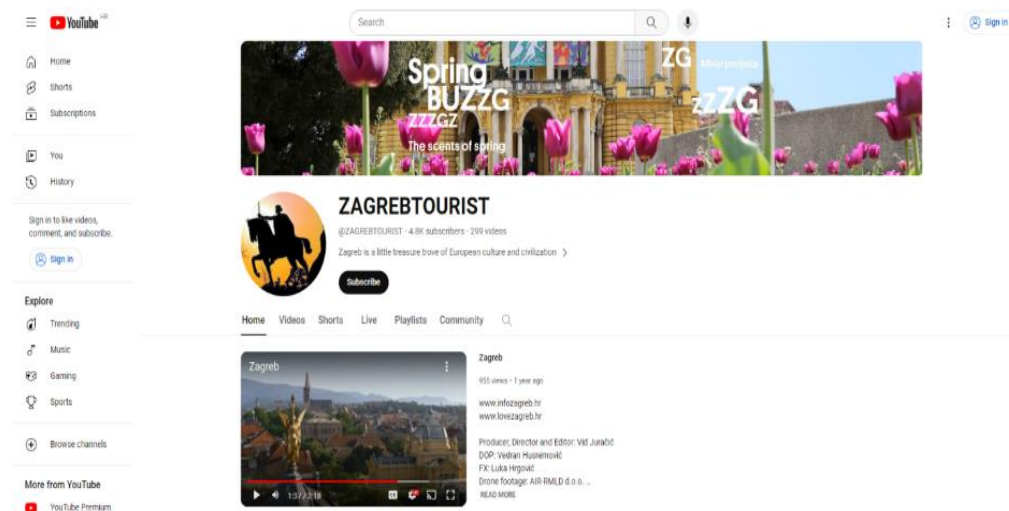 YouTube HR
Search
Sign in
Home
Shorts
Subscriptions
You
History
Sign in to like videos,
comment, and subscribe.
Sign in
Explore
Trending
Music
Gaming
Sports
Browse channels
More from YouTube
YouTube Premium
Spring
BUZZG
ZZZGZ
The scents of spring
ZG
zzZG
ZAGREBTOURIST
@ZAGREBTOURIST · 4.8K subscribers · 299 videos
Zagreb is a little treasure trove of European culture and civilization
Subscribe
Home Videos Shorts Live Playlists Community
Zagreb
1:37 / 2:18
Zagreb
955 views · 1 year ago
www.infozagreb.hr
www.lovezagreb.hr
Producer, Director and Editor: Vid Juračić
DOP: Vedran Husremović
FX: Luka Hrgović
Drone footage: AIR-RMLD d.o.o. ...
READ MORE